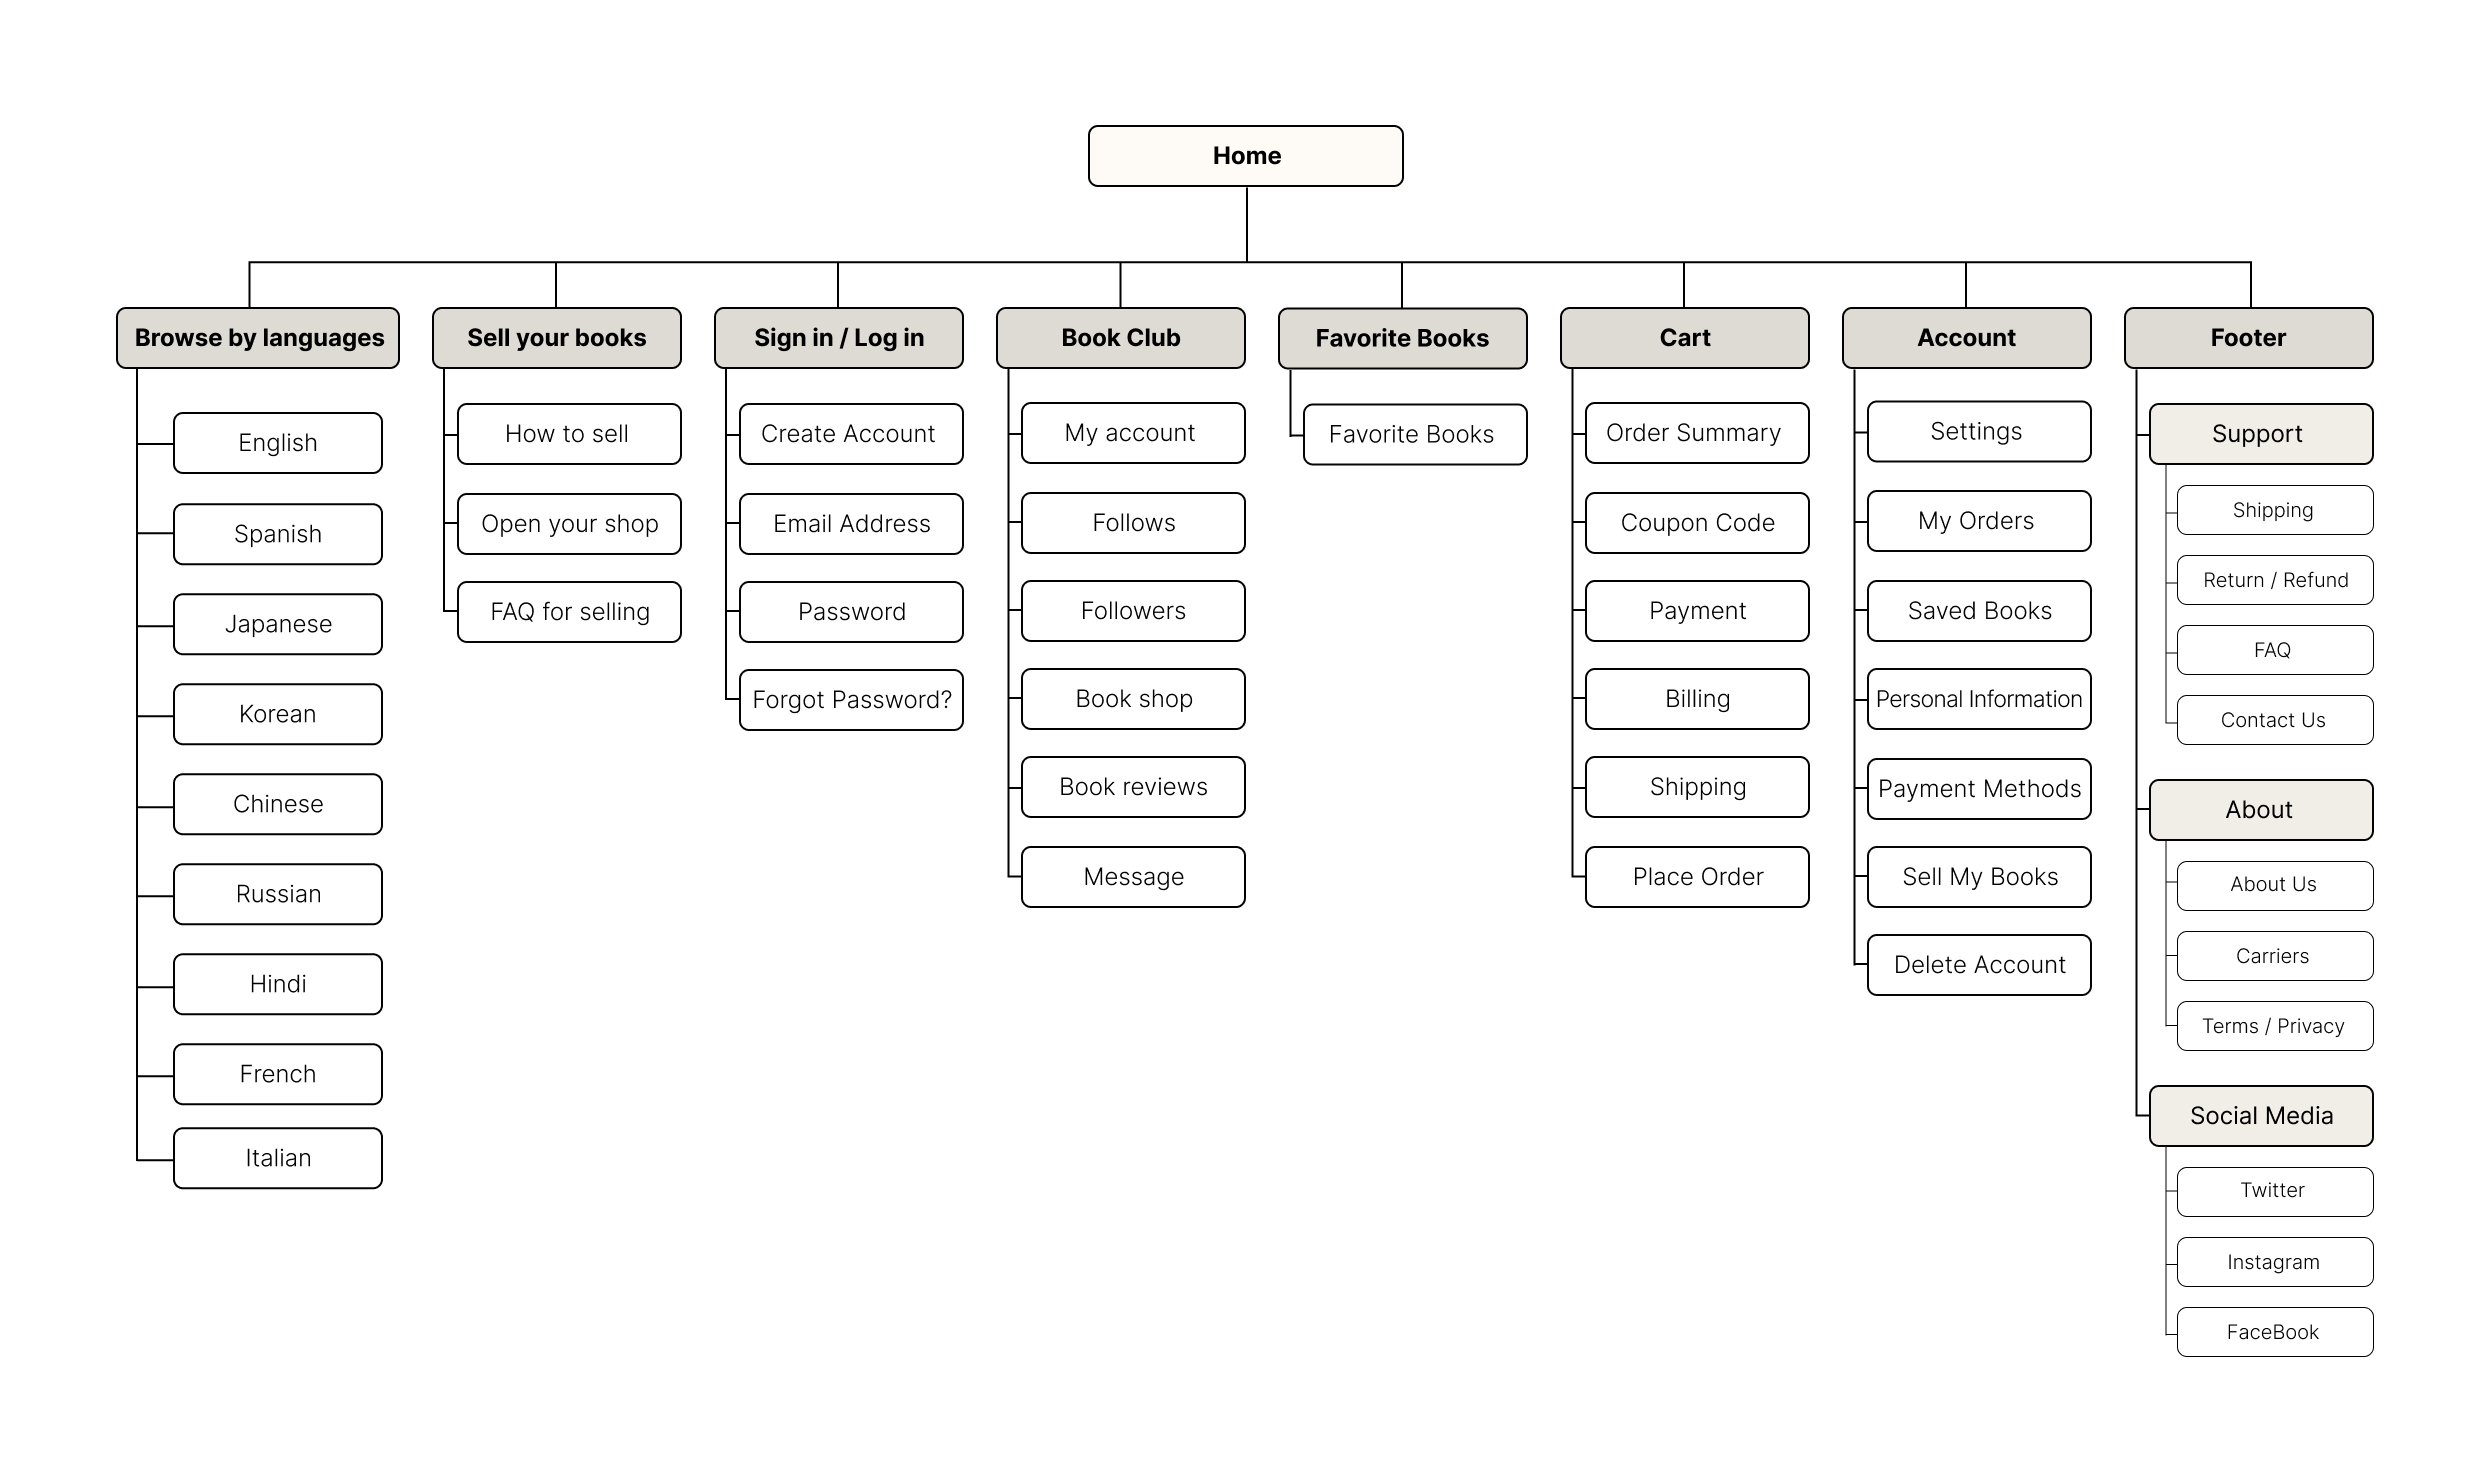 Home
Browse by languages
English
Spanish
Japanese
Korean
Chinese
Russian
Hindi
French
Italian
Sell your books
How to sell
Open your shop
FAQ for selling
Sign in / Log in
Create Account
Email Address
Password
Forgot Password?
Book Club
My account
Follows
Followers
Book shop
Book reviews
Message
Favorite Books
Favorite Books
Cart
Order Summary
Coupon Code
Payment
Billing
Shipping
Place Order
Account
Settings
My Orders
Saved Books
Personal Information
Payment Methods
Sell My Books
Delete Account
Footer
Support
Shipping
Return / Refund
FAQ
Contact Us
About
About Us
Carriers
Terms / Privacy
Social Media
Twitter
Instagram
FaceBook